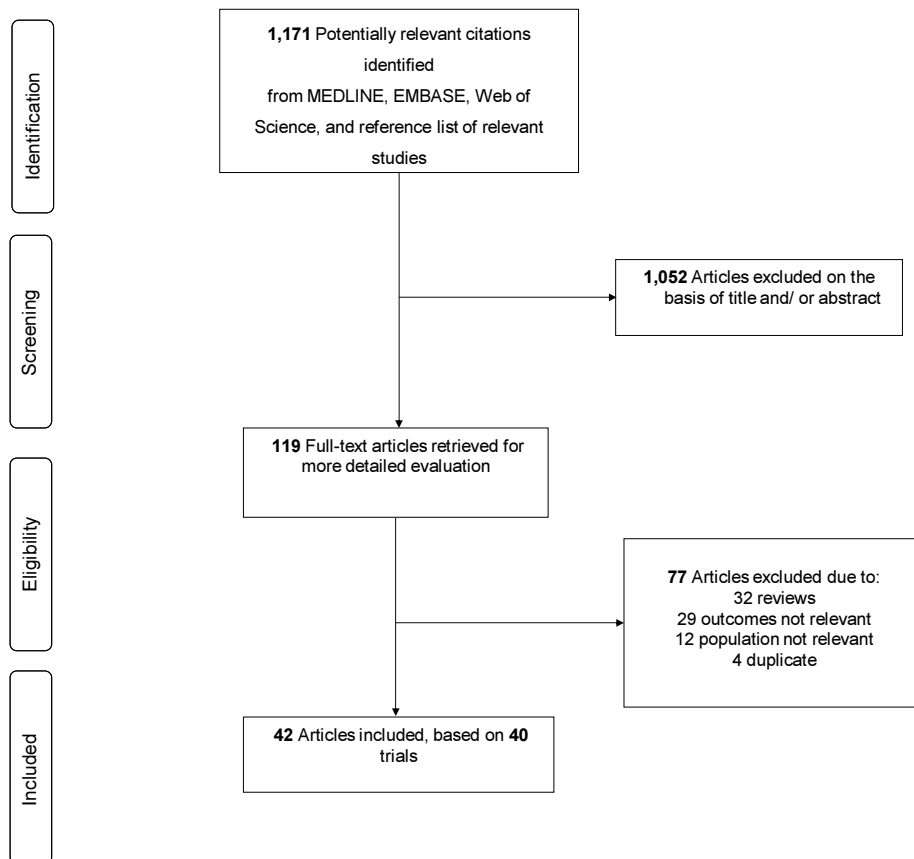 Identification
1,171 Potentially relevant citations
identified
from MEDLINE, EMBASE, Web of
Science, and reference list of relevant
studies
Screening
1,052 Articles excluded on the
basis of title and/ or abstract
119 Full-text articles retrieved for
more detailed evaluation
Eligibility
77 Articles excluded due to:
32 reviews
29 outcomes not relevant
12 population not relevant
4 duplicate
Included
42 Articles included, based on 40
trials